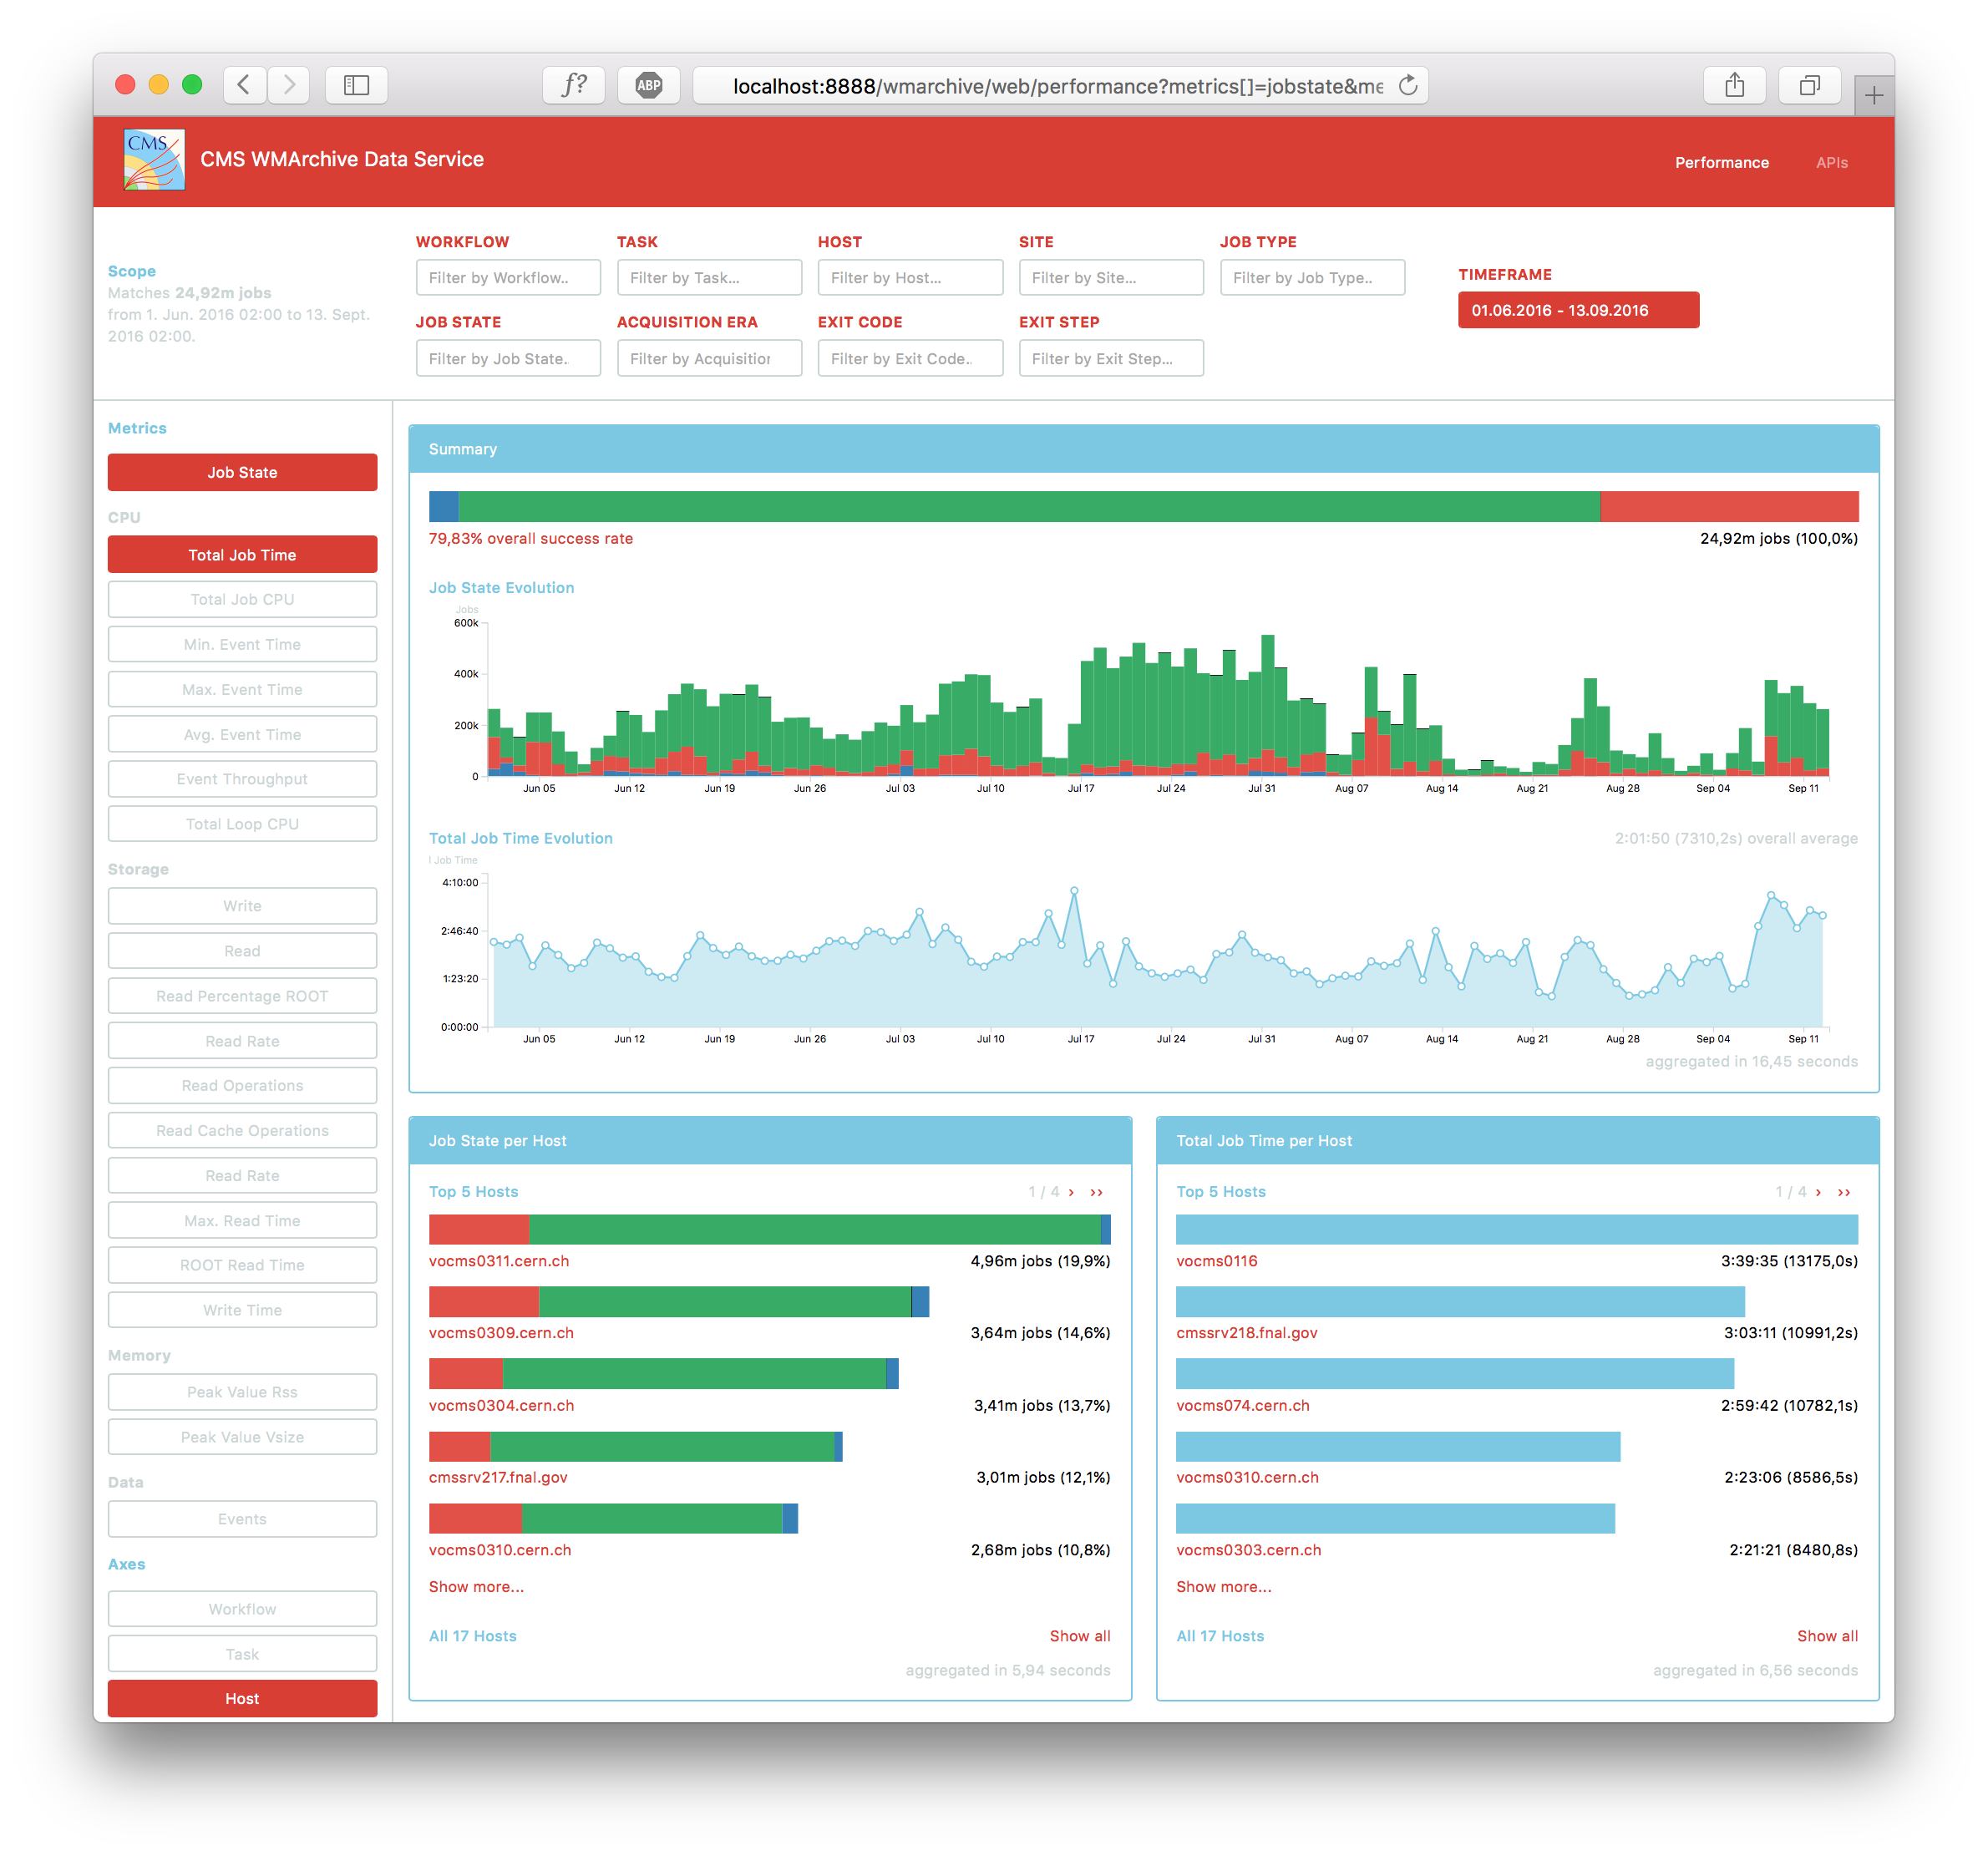 f?
ABP
localhost:8888/wmarchive/web/performance?metrics[]=jobstate&me
CMS
CMS WMArchive Data Service
Performance
APIs
Scope
Matches 24,92m jobs
from 1. Jun. 2016 02:00 to 13. Sept.
2016 02:00.
WORKFLOW
TASK
HOST
SITE
JOB TYPE
Filter by Workflow..
Filter by Task...
Filter by Host...
Filter by Site...
Filter by Job Type..
JOB STATE
ACQUISITION ERA
EXIT CODE
EXIT STEP
Filter by Job State.
Filter by Acquisition
Filter by Exit Code..
Filter by Exit Step...
TIMEFRAME
01.06.2016 - 13.09.2016
Metrics
Job State
CPU
Total Job Time
Total Job CPU
Min. Event Time
Max. Event Time
Avg. Event Time
Event Throughput
Total Loop CPU
Storage
Write
Read
Read Percentage ROOT
Read Rate
Read Operations
Read Cache Operations
Read Rate
Max. Read Time
ROOT Read Time
Write Time
Memory
Peak Value Rss
Peak Value Vsize
Data
Events
Axes
Workflow
Task
Host
Summary
79,83% overall success rate
24,92m jobs (100,0%)
Job State Evolution
Jobs
600k
400k
200k
0
Jun 05 Jun 12 Jun 19 Jun 26 Jul 03 Jul 10 Jul 17 Jul 24 Jul 31 Aug 07 Aug 14 Aug 21 Aug 28 Sep 04 Sep 11
Total Job Time Evolution
2:01:50 (7310,2s) overall average
l Job Time
4:10:00
2:46:40
1:23:20
0:00:00
Jun 05 Jun 12 Jun 19 Jun 26 Jul 03 Jul 10 Jul 17 Jul 24 Jul 31 Aug 07 Aug 14 Aug 21 Aug 28 Sep 04 Sep 11
aggregated in 16,45 seconds
Job State per Host
Top 5 Hosts
1 / 4 › ››
vocms0311.cern.ch
4,96m jobs (19,9%)
vocms0309.cern.ch
3,64m jobs (14,6%)
vocms0304.cern.ch
3,41m jobs (13,7%)
cmssrv217.fnal.gov
3,01m jobs (12,1%)
vocms0310.cern.ch
2,68m jobs (10,8%)
Show more...
All 17 Hosts
Show all
aggregated in 5,94 seconds
Total Job Time per Host
Top 5 Hosts
1 / 4 › ››
vocms0116
3:39:35 (13175,0s)
cmssrv218.fnal.gov
3:03:11 (10991,2s)
vocms074.cern.ch
2:59:42 (10782,1s)
vocms0310.cern.ch
2:23:06 (8586,5s)
vocms0303.cern.ch
2:21:21 (8480,8s)
Show more...
All 17 Hosts
Show all
aggregated in 6,56 seconds